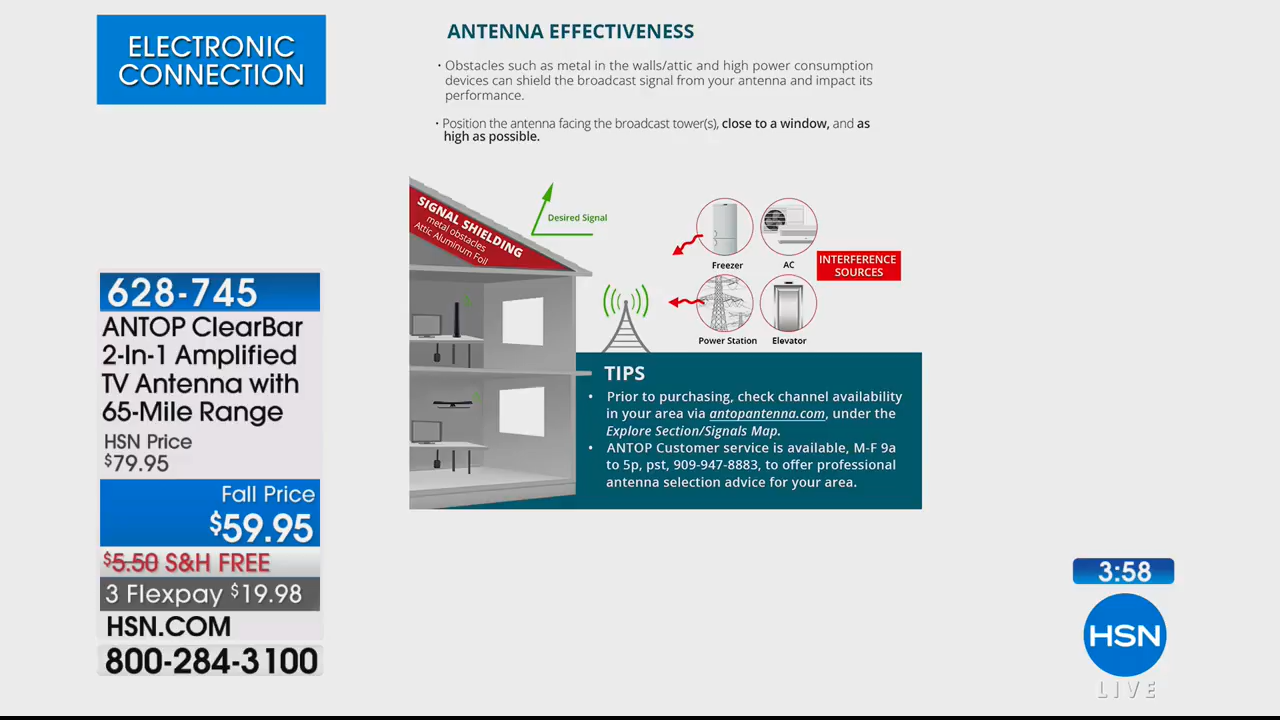 ELECTRONIC
CONNECTION
ANTENNA EFFECTIVENESS
· Obstacles such as metal in the walls/attic and high power consumption
devices can shield the broadcast signal from your antenna and impact its
performance.
· Position the antenna facing the broadcast tower(s), close to a window, and as
high as possible.
SIGNAL SHIELDING
metal obstacles
Attic Aluminum Foil
Desired Signal
Freezer
AC
INTERFERENCE
SOURCES
Power Station
Elevator
TIPS
• Prior to purchasing, check channel availability
in your area via antopantenna.com, under the
Explore Section/Signals Map.
• ANTOP Customer service is available, M-F 9a
to 5p, pst, 909-947-8883, to offer professional
antenna selection advice for your area.
628-745
ANTOP ClearBar
2-In-1 Amplified
TV Antenna with
65-Mile Range
HSN Price
$79.95
Fall Price
$59.95
$5.50 S&H FREE
3 Flexpay $19.98
HSN.COM
800-284-3100
3:58
HSN
LIVE